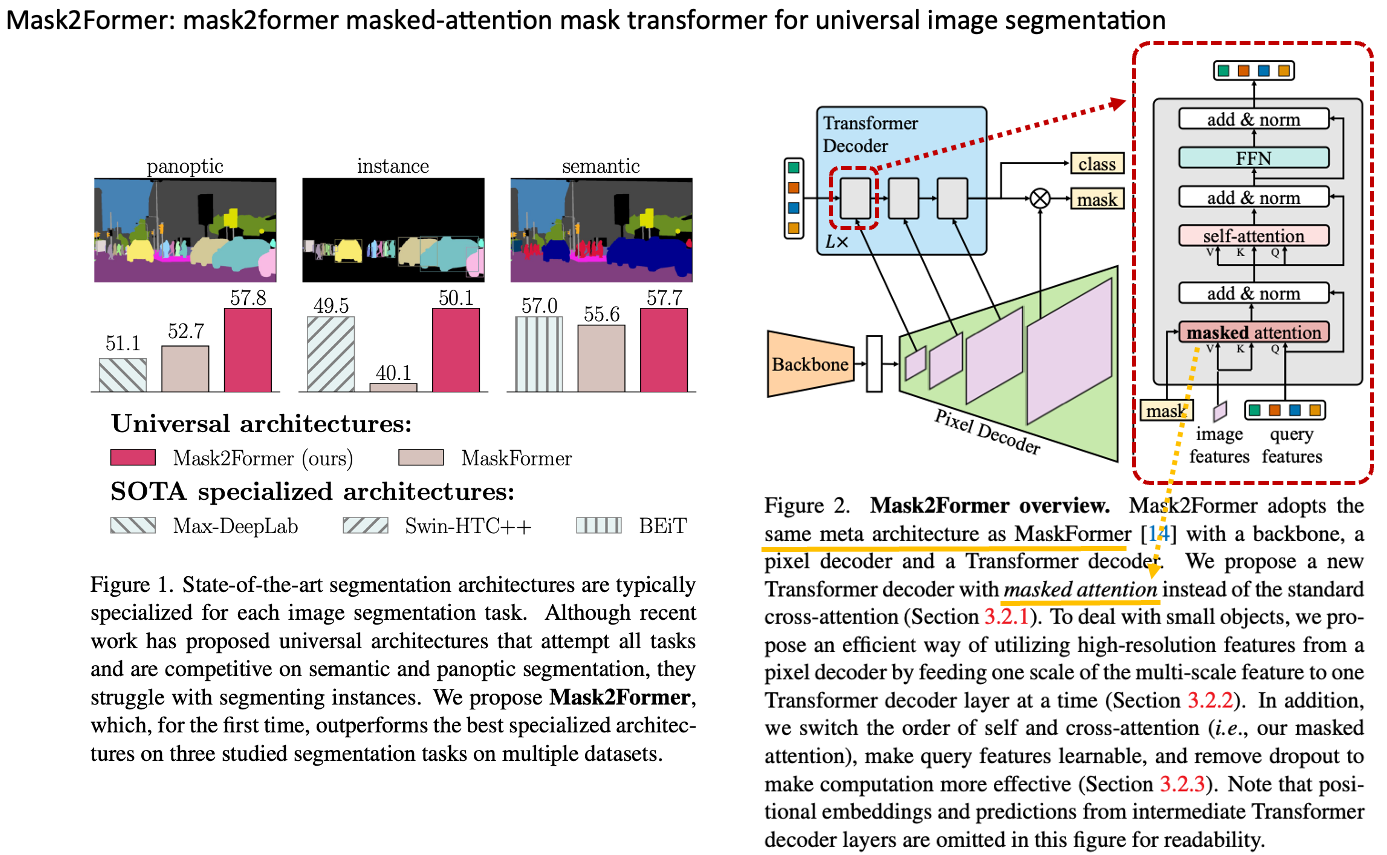 Mask2Former: mask2former masked-attention mask transformer for universal image segmentation
panoptic
instance
semantic
51.1
52.7
57.8
49.5
40.1
50.1
57.0
55.6
57.7
Universal architectures:
Mask2Former (ours)
MaskFormer
SOTA specialized architectures:
Max-DeepLab
Swin-HTC++
BEiT
Figure 1. State-of-the-art segmentation architectures are typically
specialized for each image segmentation task. Although recent
work has proposed universal architectures that attempt all tasks
and are competitive on semantic and panoptic segmentation, they
struggle with segmenting instances. We propose Mask2Former,
which, for the first time, outperforms the best specialized architec-
tures on three studied segmentation tasks on multiple datasets.
Transformer
Decoder
L×
class
mask
Backbone
Pixel Decoder
add & norm
FFN
add & norm
self-attention
V K Q
add & norm
masked attention
V K Q
mask
image
features
query
features
Figure 2. Mask2Former overview. Mask2Former adopts the
same meta architecture as MaskFormer [14] with a backbone, a
pixel decoder and a Transformer decoder. We propose a new
Transformer decoder with masked attention instead of the standard
cross-attention (Section 3.2.1). To deal with small objects, we pro-
pose an efficient way of utilizing high-resolution features from a
pixel decoder by feeding one scale of the multi-scale feature to one
Transformer decoder layer at a time (Section 3.2.2). In addition,
we switch the order of self and cross-attention (i.e., our masked
attention), make query features learnable, and remove dropout to
make computation more effective (Section 3.2.3). Note that posi-
tional embeddings and predictions from intermediate Transformer
decoder layers are omitted in this figure for readability.